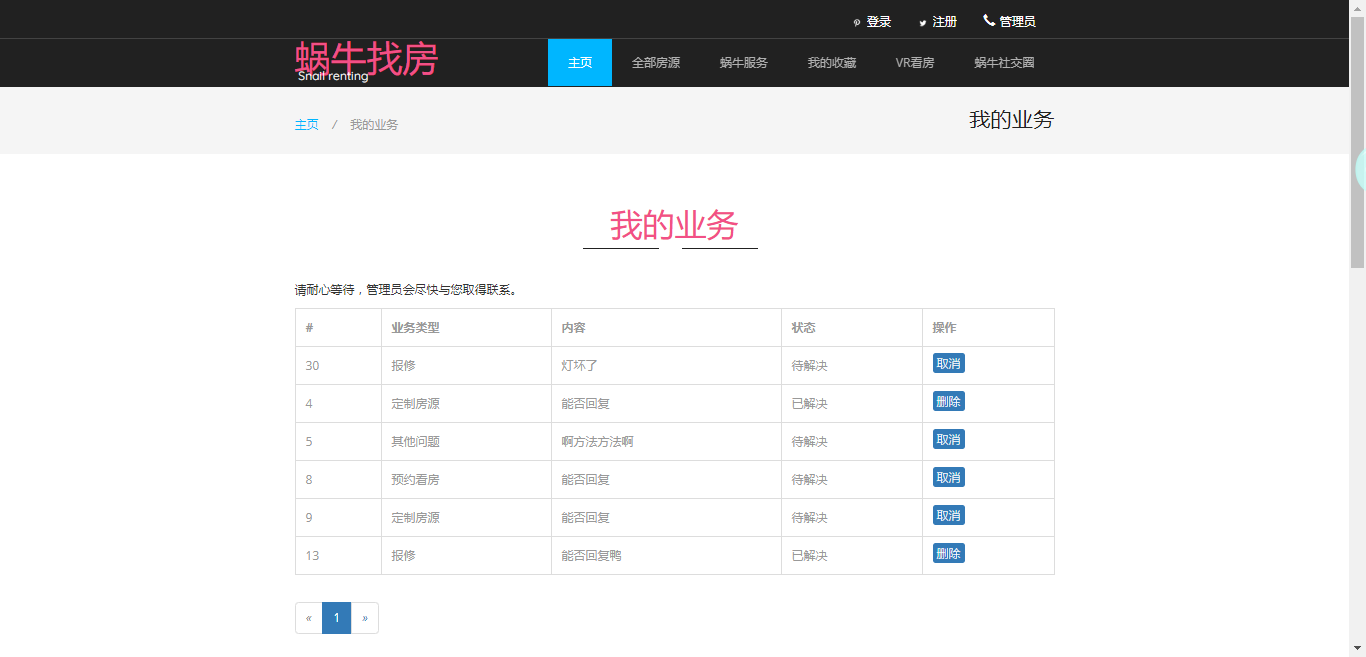 登录 注册 管理员
蜗牛找房
Snall renting
主页 全部房源 蜗牛服务 我的收藏 VR看房 蜗牛社交圈
主页 / 我的业务
我的业务
我的业务
请耐心等待，管理员会尽快与您取得联系。
# 业务类型 内容 状态 操作
30 报修 灯坏了 待解决 取消
4 定制房源 能否回复 已解决 删除
5 其他问题 啊方法方法啊 待解决 取消
8 预约看房 能否回复 待解决 取消
9 定制房源 能否回复 待解决 取消
13 报修 能否回复鸭 已解决 删除
« 1 »